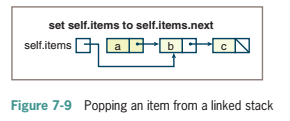 set self.items to self.items.next
self.items a b c
Figure 7-9 Popping an item from a linked stack